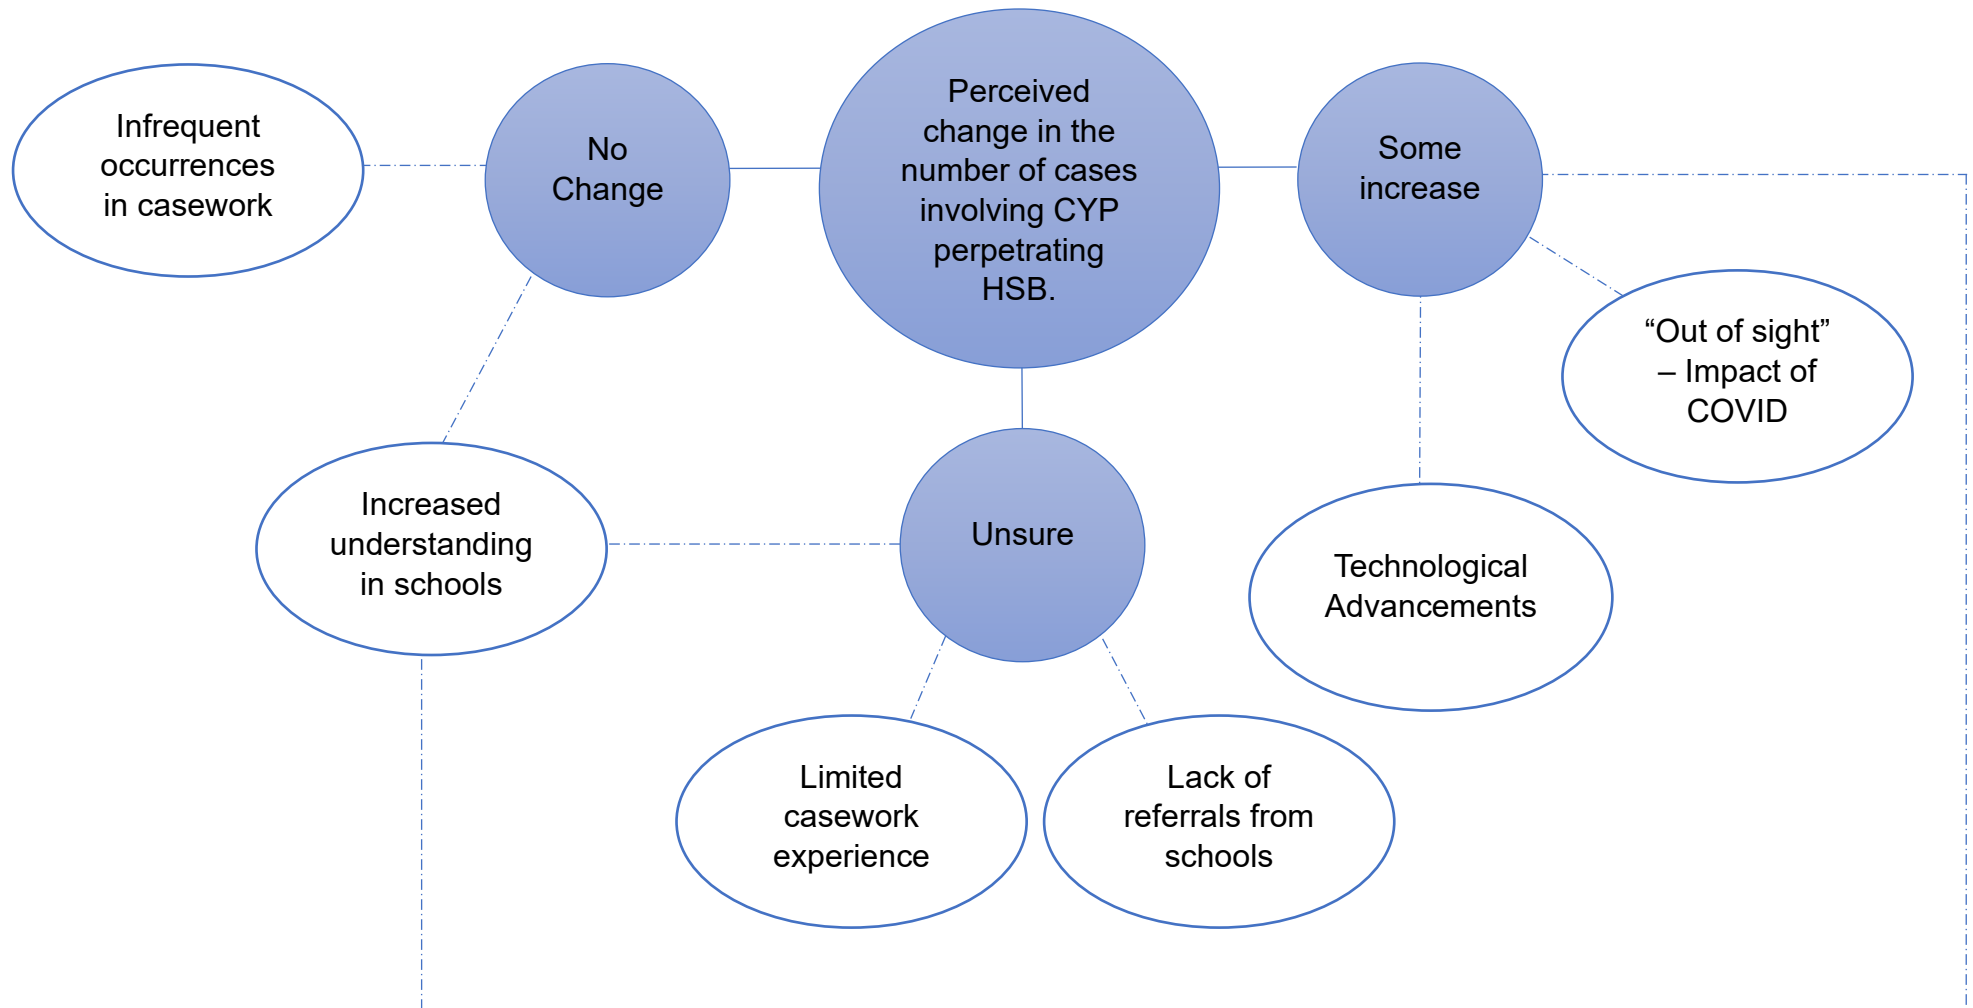 Infrequent
occurrences
in casework
No
Change
Perceived
change in the
number of cases
involving CYP
perpetrating
HSB.
Some
increase
“Out of sight”
– Impact of
COVID
Increased
understanding
in schools
Unsure
Technological
Advancements
Limited
casework
experience
Lack of
referrals from
schools